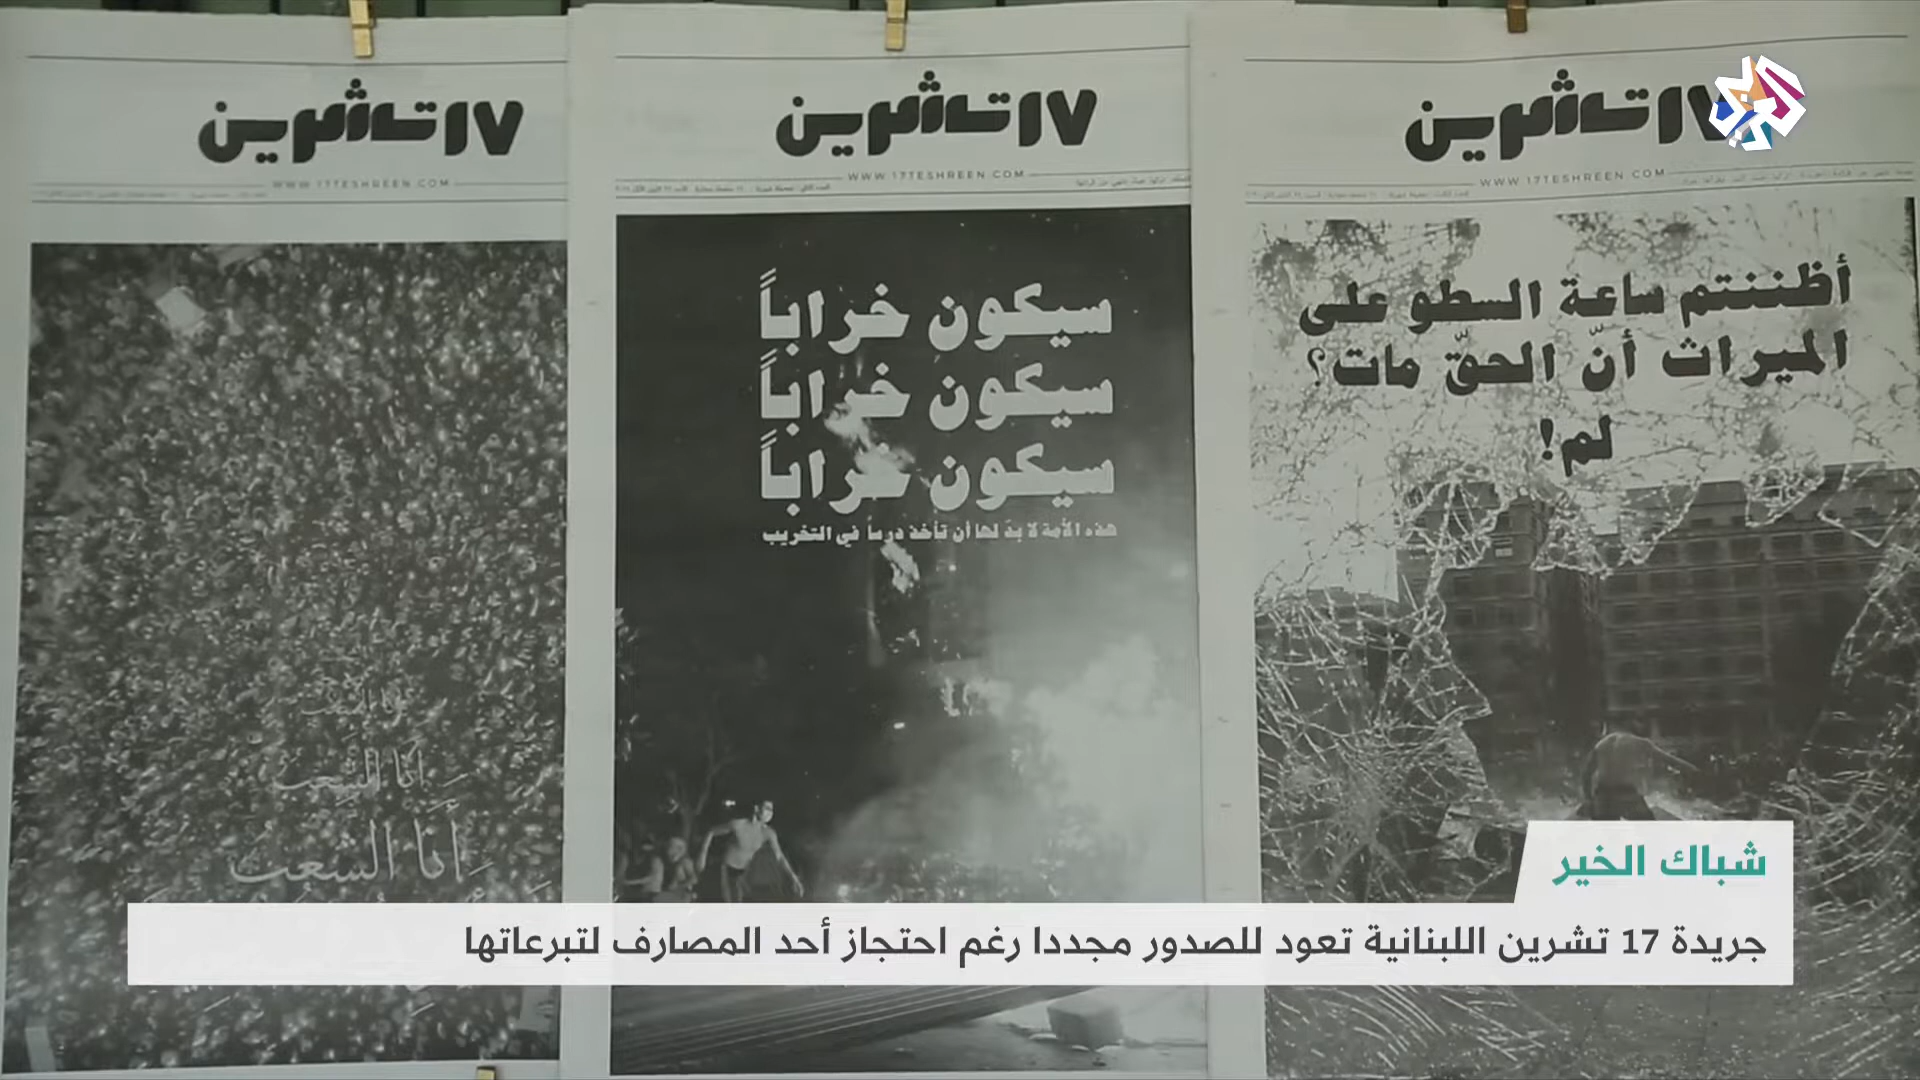 ١٧ تشرين
WWW.17TESHREEN.COM
أظننتم ساعة السطو على
الميراث أنّ الحقّ مات؟
لم!
١٧ تشرين
WWW.17TESHREEN.COM
سيكون خراباً
سيكون خراباً
سيكون خراباً
هذه الأمة لا بدّ لها أن تأخذ درساً في التخريب
١٧ تشرين
WWW.17TESHREEN.COM
أنا الشعب
أنا الشعب
أنا الشعب
شباك الخير
جريدة 17 تشرين اللبنانية تعود للصدور مجددا رغم احتجاز أحد المصارف لتبرعاتها